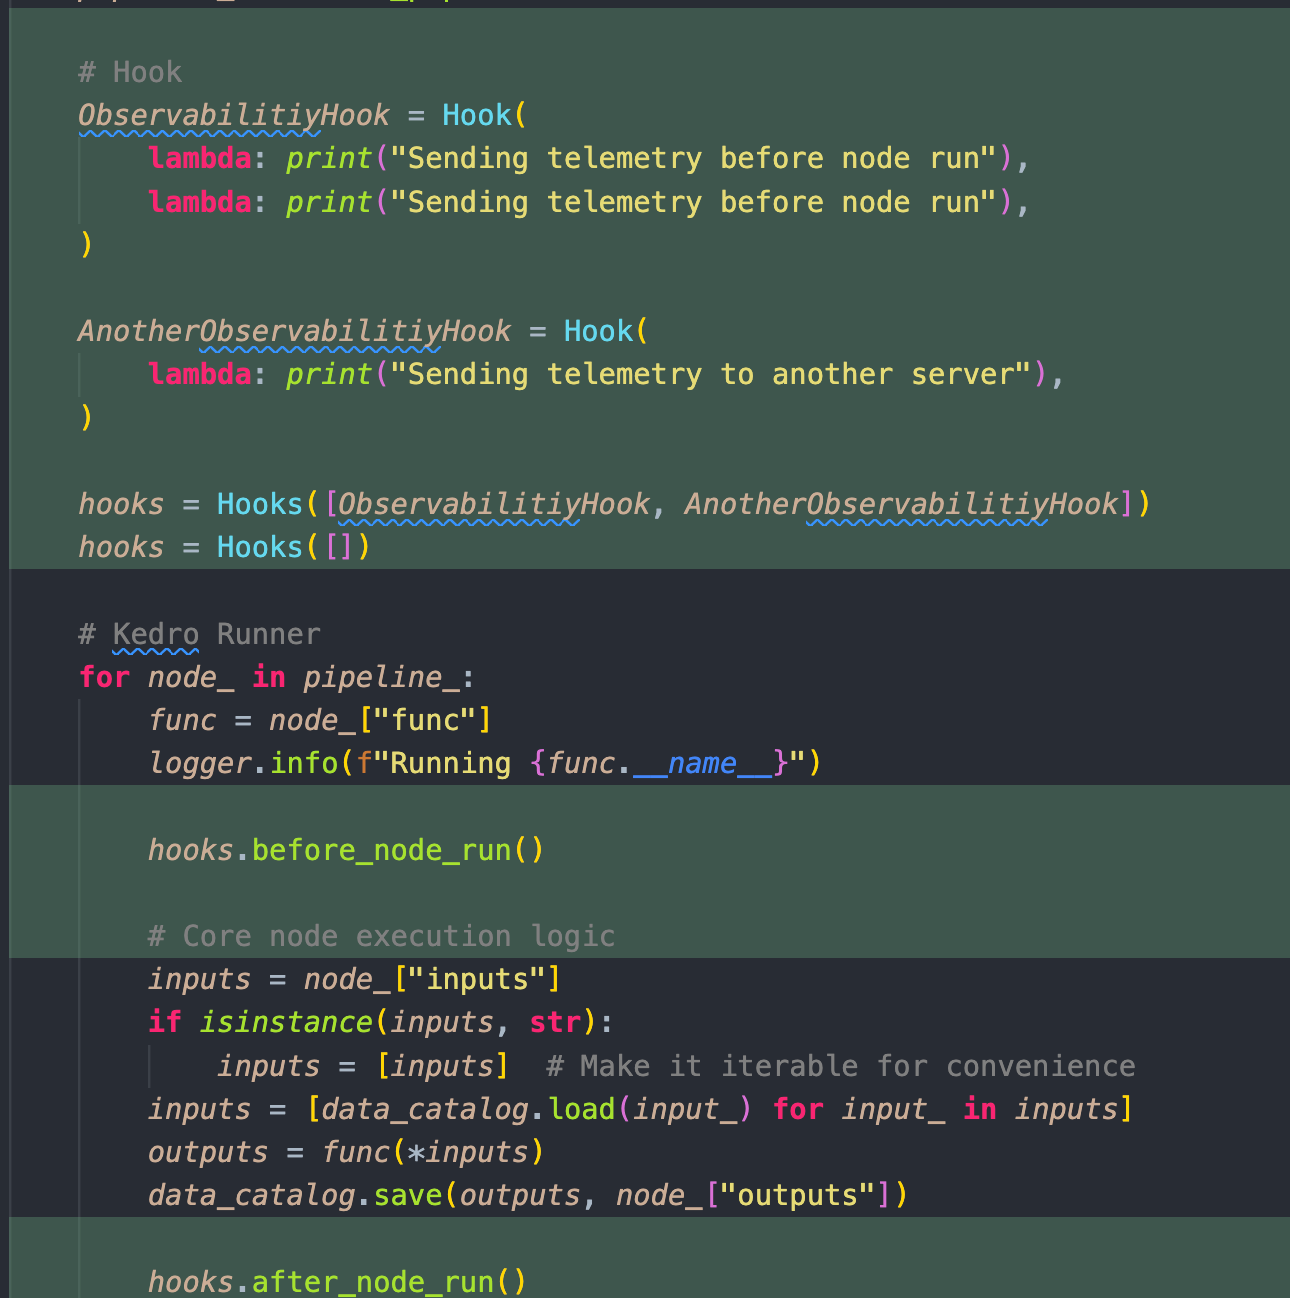 # Hook
ObservabilitiyHook = Hook(
    lambda: print("Sending telemetry before node run"),
    lambda: print("Sending telemetry before node run"),
)
AnotherObservabilitiyHook = Hook(
    lambda: print("Sending telemetry to another server"),
)
hooks = Hooks([ObservabilitiyHook, AnotherObservabilitiyHook])
hooks = Hooks([])
# Kedro Runner
for node_ in pipeline_:
    func = node_["func"]
    logger.info(f"Running {func.__name__}")
    hooks.before_node_run()
    # Core node execution logic
    inputs = node_["inputs"]
    if isinstance(inputs, str):
        inputs = [inputs]  # Make it iterable for convenience
    inputs = [data_catalog.load(input_) for input_ in inputs]
    outputs = func(*inputs)
    data_catalog.save(outputs, node_["outputs"])
    hooks.after_node_run()